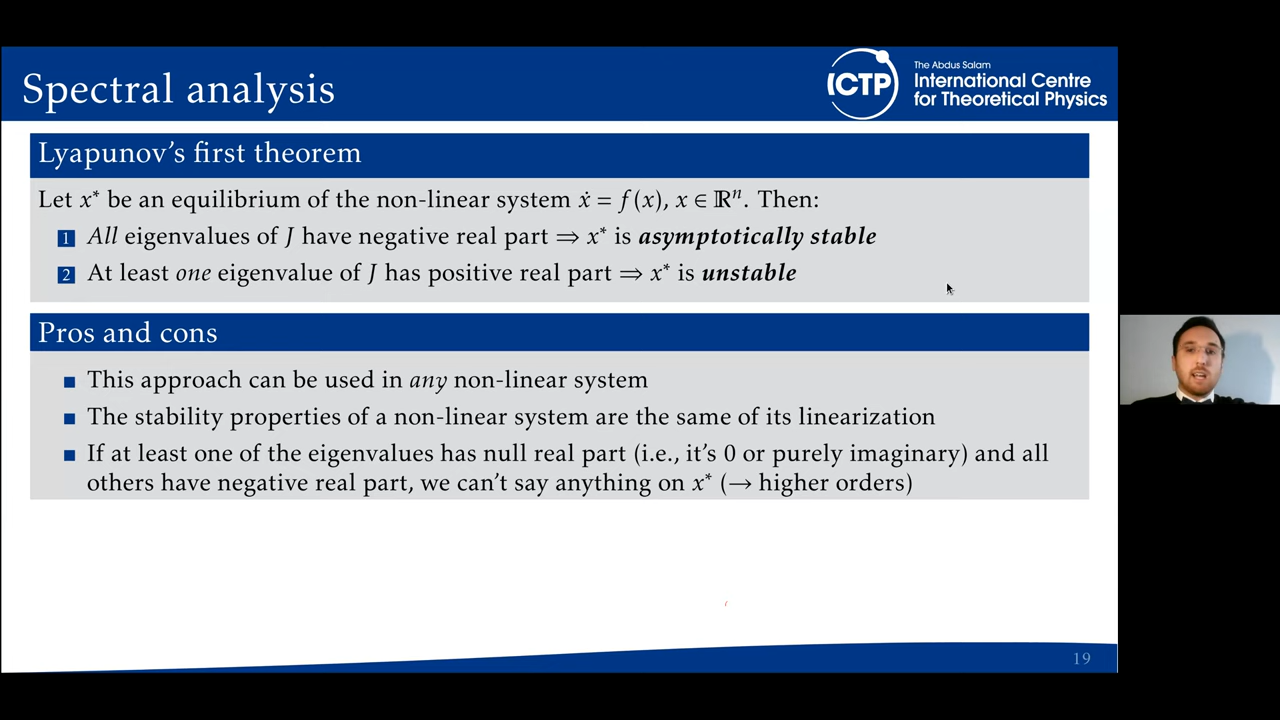 Spectral analysis
ICTP
The Abdus Salam
International Centre
for Theoretical Physics
Lyapunov's first theorem
Let x* be an equilibrium of the non-linear system ẋ = f(x), x ∈ ℝⁿ. Then:
1 All eigenvalues of J have negative real part ⇒ x* is asymptotically stable
2 At least one eigenvalue of J has positive real part ⇒ x* is unstable
Pros and cons
■ This approach can be used in any non-linear system
■ The stability properties of a non-linear system are the same of its linearization
■ If at least one of the eigenvalues has null real part (i.e., it's 0 or purely imaginary) and all
others have negative real part, we can't say anything on x* (→ higher orders)
19